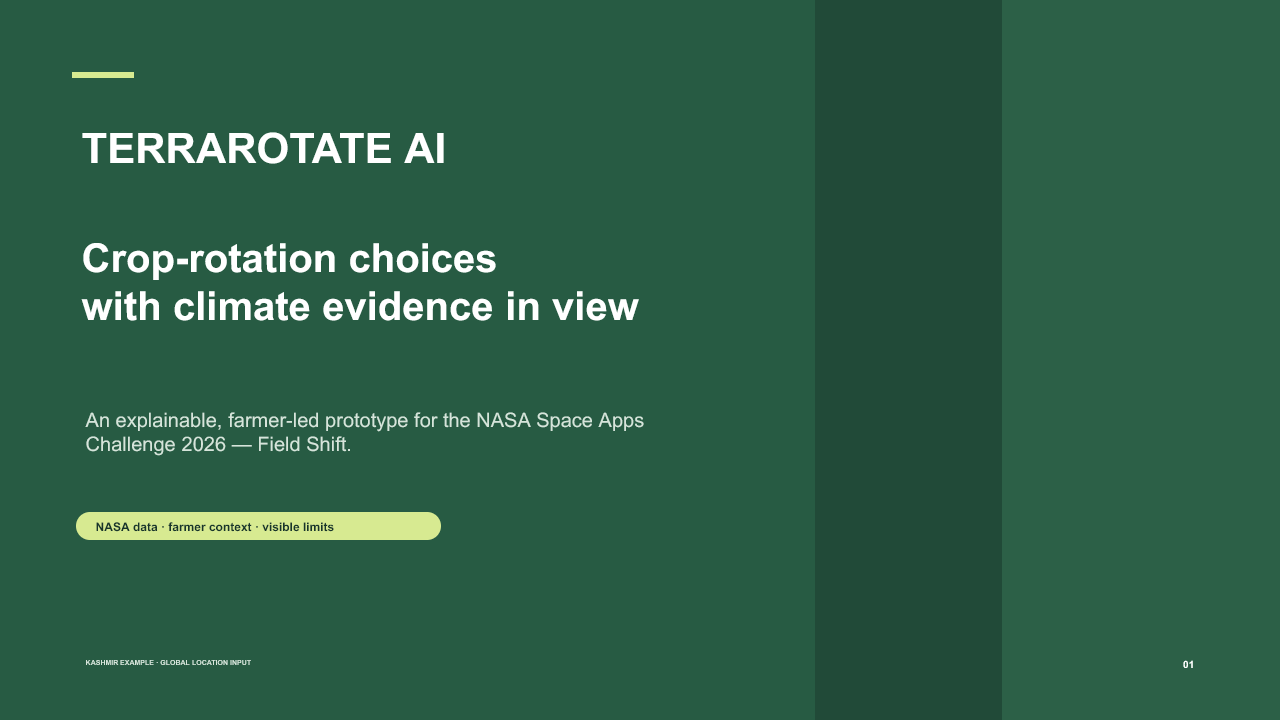 TERRAROTATE AI
Crop-rotation choices
with climate evidence in view
An explainable, farmer-led prototype for the NASA Space Apps
Challenge 2026 — Field Shift.
NASA data · farmer context · visible limits
KASHMIR EXAMPLE · GLOBAL LOCATION INPUT
01